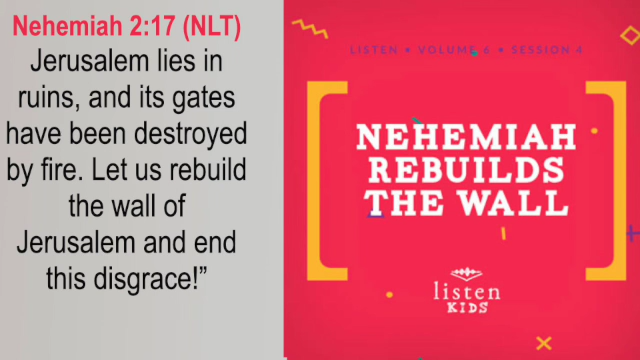 Nehemiah 2:17 (NLT)
Jerusalem lies in
ruins, and its gates
have been destroyed
by fire. Let us rebuild
the wall of
Jerusalem and end
this disgrace!”
LISTEN • VOLUME 6 • SESSION 4
NEHEMIAH
REBUILDS
THE WALL
listen
KIDS